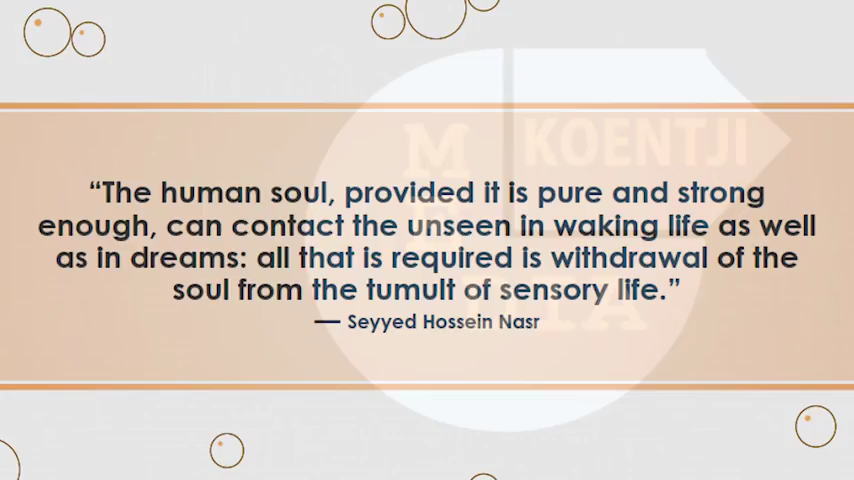 KOENTJI
“The human soul, provided it is pure and strong
enough, can contact the unseen in waking life as well
as in dreams: all that is required is withdrawal of the
soul from the tumult of sensory life.”
— Seyyed Hossein Nasr